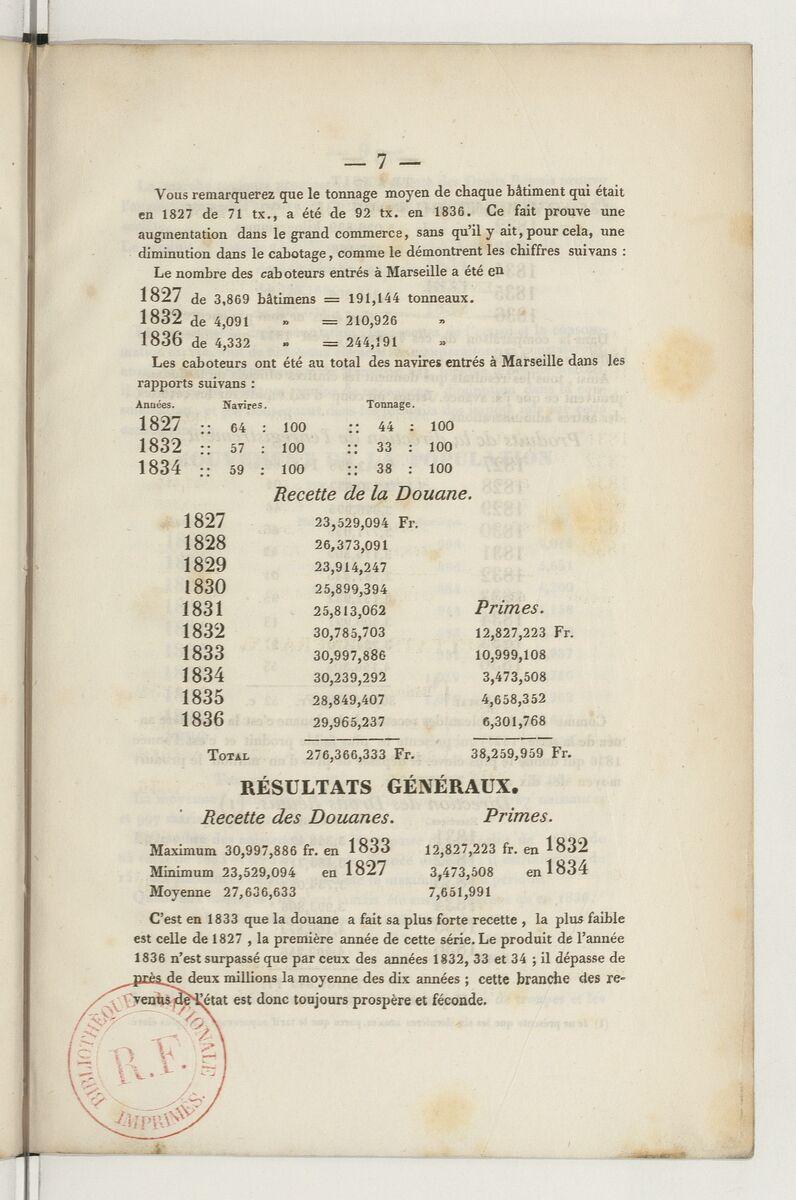 — 7 —
Vous remarquerez que le tonnage moyen de chaque bâtiment qui était
en 1827 de 71 tx., a été de 92 tx. en 1836. Ce fait prouve une
augmentation dans le grand commerce, sans qu'il y ait, pour cela, une
diminution dans le cabotage, comme le démontrent les chiffres suivans :
Le nombre des caboteurs entrés à Marseille a été en
1827 de 3,869 bâtimens = 191,144 tonneaux.
1832 de 4,091 » = 210,926 »
1836 de 4,332 » = 244,191 »
Les caboteurs ont été au total des navires entrés à Marseille dans les
rapports suivans :
Années. Navires. Tonnage.
1827 :: 64 : 100 :: 44 : 100
1832 :: 57 : 100 :: 33 : 100
1834 :: 59 : 100 :: 38 : 100
Recette de la Douane.
1827 23,529,094 Fr.
1828 26,373,091
1829 23,914,247
1830 25,899,394
1831 25,813,062 Primes.
1832 30,785,703 12,827,223 Fr.
1833 30,997,886 10,999,108
1834 30,239,292 3,473,508
1835 28,849,407 4,658,352
1836 29,965,237 6,301,768
TOTAL 276,366,333 Fr. 38,259,959 Fr.
RÉSULTATS GÉNÉRAUX.
Recette des Douanes. Primes.
Maximum 30,997,886 fr. en 1833 12,827,223 fr. en 1832
Minimum 23,529,094 en 1827 3,473,508 en 1834
Moyenne 27,636,633 7,651,991
C'est en 1833 que la douane a fait sa plus forte recette, la plus faible
est celle de 1827, la première année de cette série. Le produit de l'année
1836 n'est surpassé que par ceux des années 1832, 33 et 34 ; il dépasse de
près de deux millions la moyenne des dix années ; cette branche des re-
venus de l'état est donc toujours prospère et féconde.
BIBLIOTHÈQUE NATIONALE
R.F.
IMPRIMÉS.